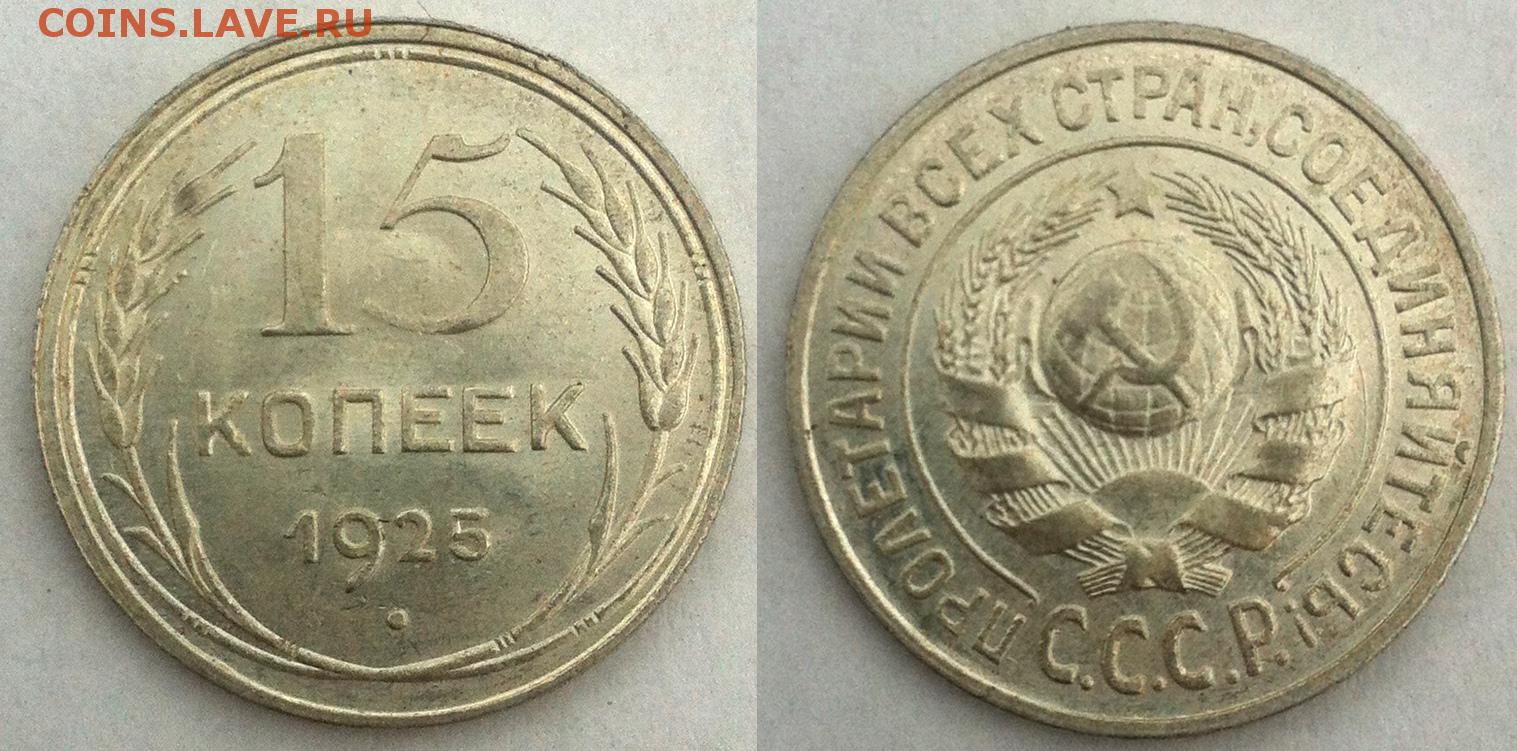 COINS.LAVE.RU
15
КОПЕЕК
1925
ПРОЛЕТАРИИ ВСЕХ СТРАН, СОЕДИНЯЙТЕСЬ!
С.С.С.Р.